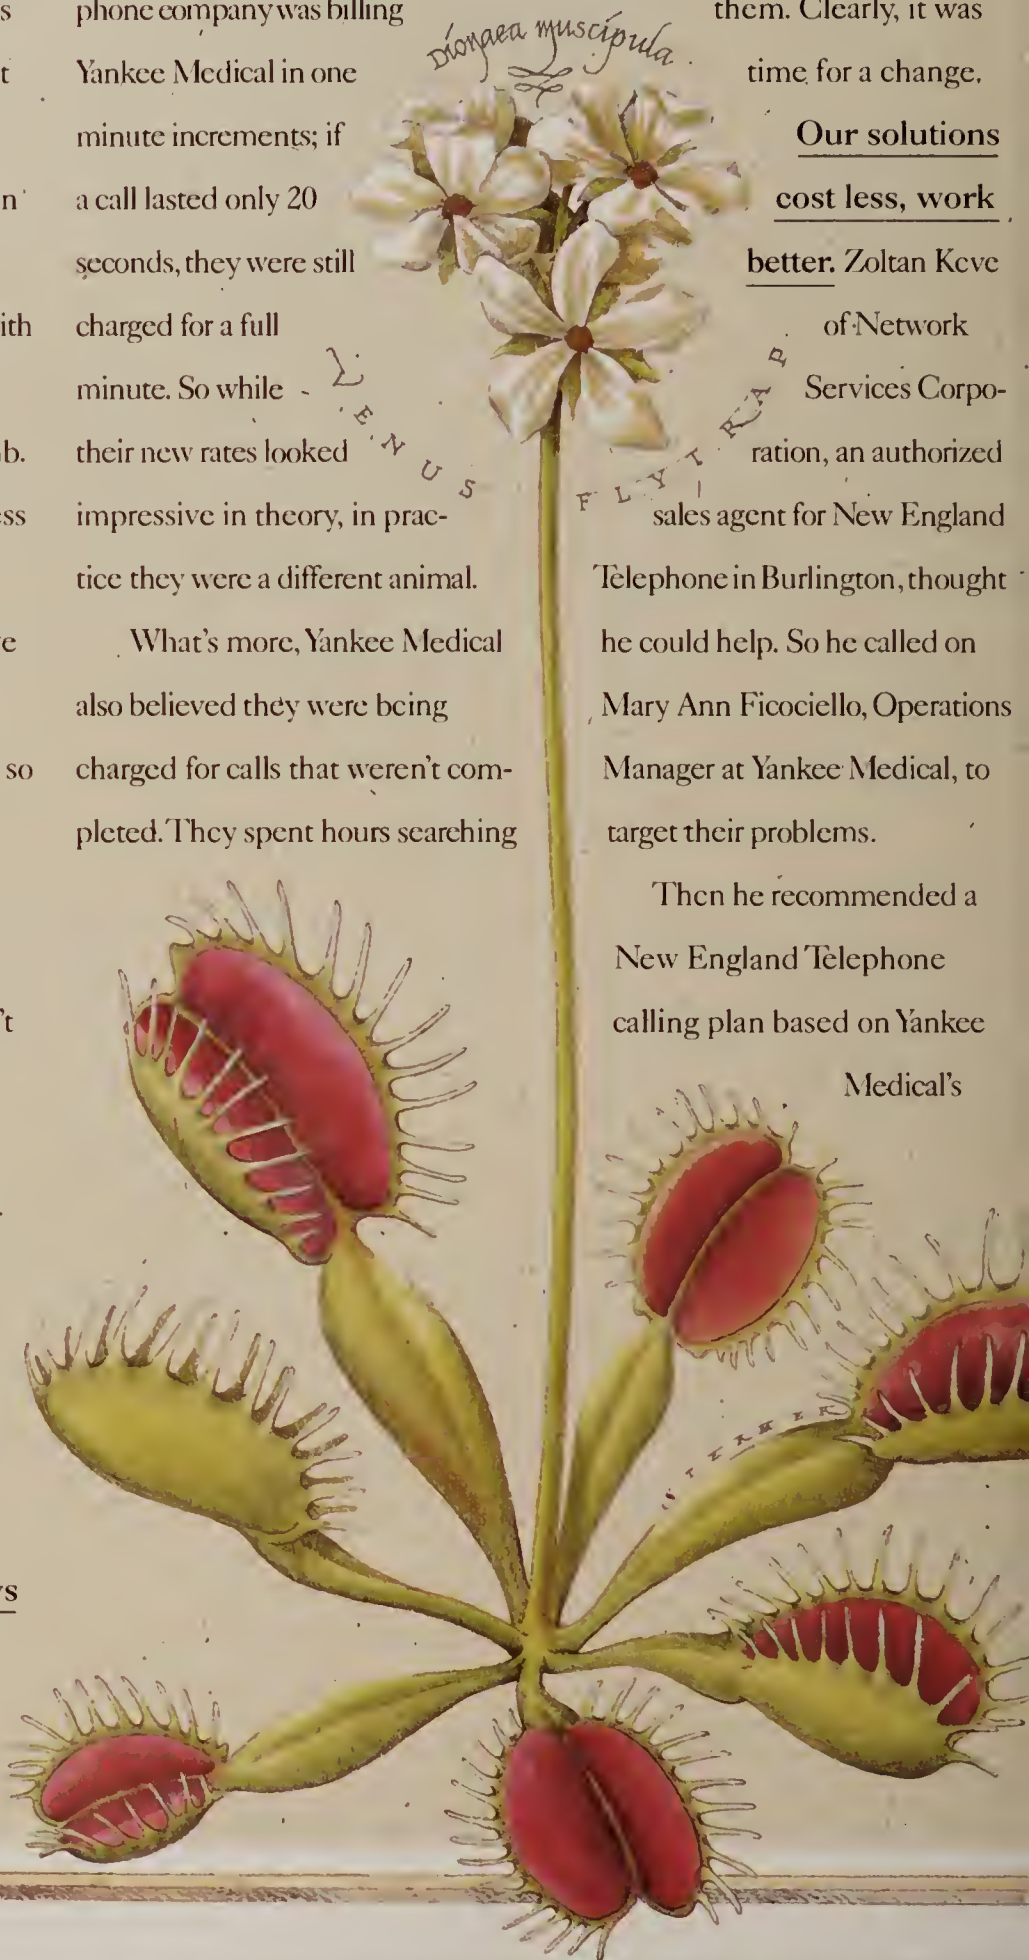 s
t
n
ith
b.
ess
e
so
't
ys
phone company was billing
Yankee Medical in one
minute increments; if
a call lasted only 20
seconds, they were still
charged for a full
minute. So while
their new rates looked
impressive in theory, in prac-
tice they were a different animal.
What's more, Yankee Medical
also believed they were being
charged for calls that weren't com-
pleted. They spent hours searching
Dionaea muscipula.
VENUS FLYTRAP
them. Clearly, it was
time for a change.
Our solutions
cost less, work
better. Zoltan Keve
of Network
Services Corpo-
ration, an authorized
sales agent for New England
Telephone in Burlington, thought
he could help. So he called on
Mary Ann Ficociello, Operations
Manager at Yankee Medical, to
target their problems.
Then he recommended a
New England Telephone
calling plan based on Yankee
Medical's